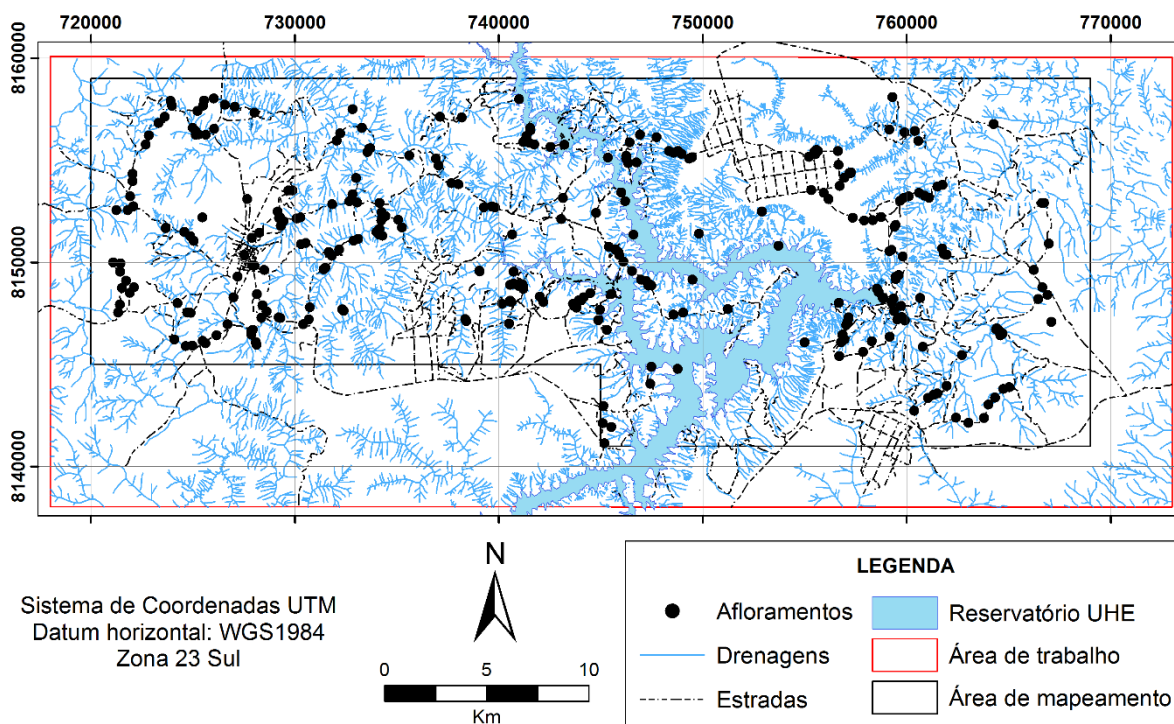 720000 730000 740000 750000 760000 770000
8160000
8150000
8140000
Sistema de Coordenadas UTM
Datum horizontal: WGS1984
Zona 23 Sul
N
0 5 10
Km
LEGENDA
Afloramentos
Drenagens
Estradas
Reservatório UHE
Área de trabalho
Área de mapeamento